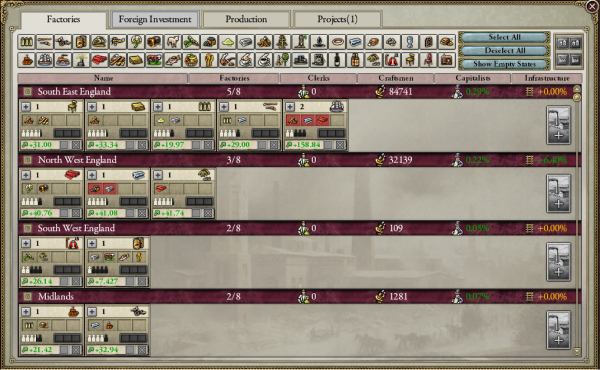 Factories Foreign Investment Production Projects(1)
Select All
Deselect All
Show Empty States
Name Factories Clerks Craftsmen Capitalists Infrastructure
South East England 5/8 0 84741 0.29% +0.00%
1 1 1 1 2
+31.00 +33.34 +19.97 +29.00 +158.84
North West England 3/8 0 32139 0.22% +6.40%
1 1 1
+40.76 +41.08 +41.74
South West England 2/8 0 109 0.05% +0.00%
1 1
+26.14 +7.427
Midlands 2/8 0 1281 0.07% +0.00%
1 1
+21.42 +32.94